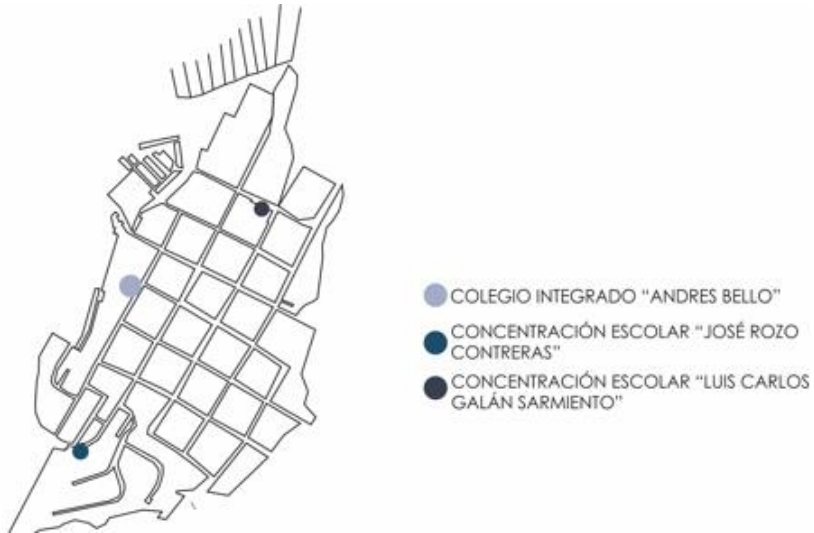 COLEGIO INTEGRADO “ANDRES BELLO”
CONCENTRACIÓN ESCOLAR “JOSÉ ROZO
CONTRERAS”
CONCENTRACIÓN ESCOLAR “LUIS CARLOS
GALÁN SARMIENTO”